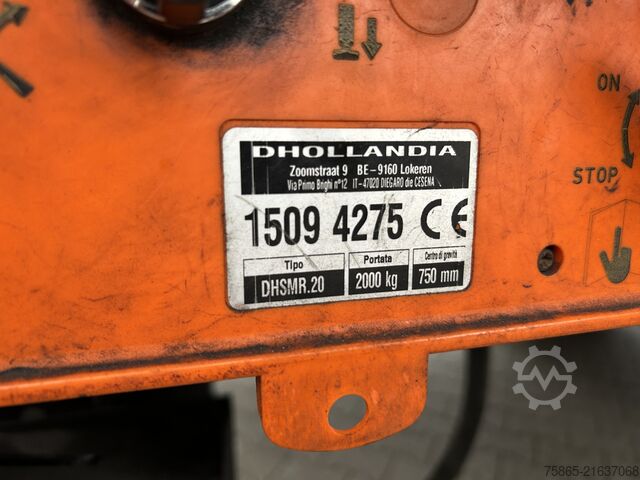 ON
STOP
DHOLLANDIA
Zoomstraat 9 BE-9160 Lokeren
Via Primo Brighi n°12 IT-47020 DIEGARO die CESENA
1509 4275 CE
Tipo Portata Centro di gravità
DHSMR.20 2000 kg 750 mm
75865-21637068